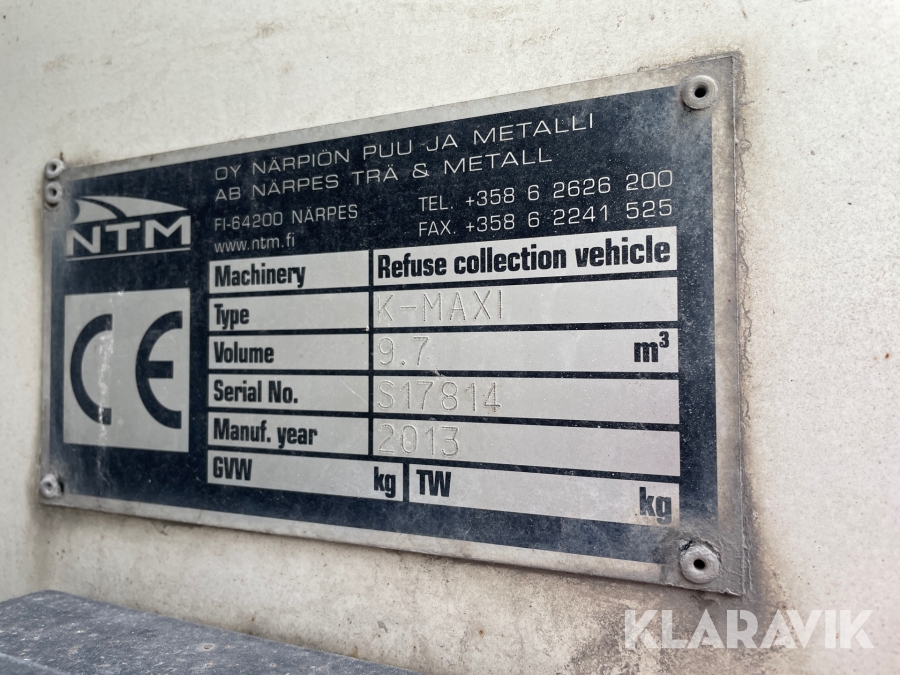 OY NÄRPIÖN PUU JA METALLI
AB NÄRPES TRÄ & METALL
NTM
FI-64200 NÄRPES
www.ntm.fi
TEL. +358 6 2626 200
FAX. +358 6 2241 525
CE
Machinery Refuse collection vehicle
Type K-MAXI
Volume 9.7 m³
Serial No. S17814
Manuf. year 2013
GVW kg TW kg
KLARAVIK